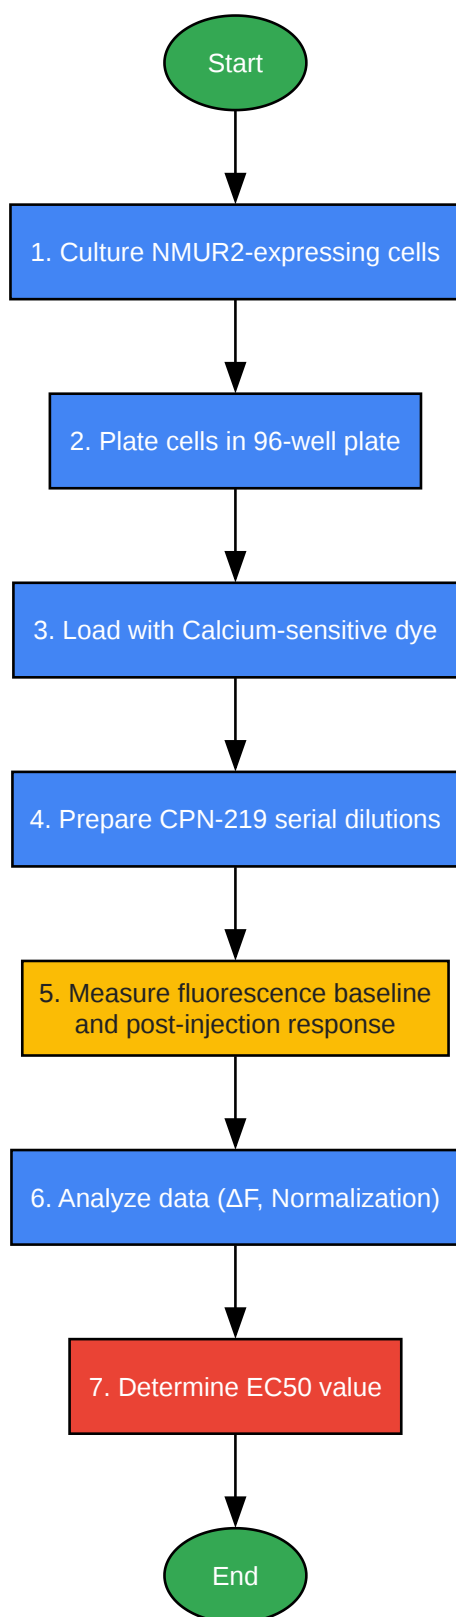 Start
1. Culture NMUR2-expressing cells
2. Plate cells in 96-well plate
3. Load with Calcium-sensitive dye
4. Prepare CPN-219 serial dilutions
5. Measure fluorescence baseline
and post-injection response
6. Analyze data (ΔF, Normalization)
7. Determine EC50 value
End